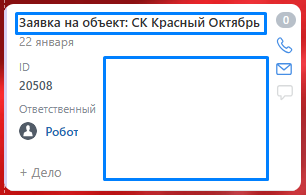 Заявка на объект: СК Красный Октябрь
0
22 января
ID
20508
Ответственный
Робот
+ Дело